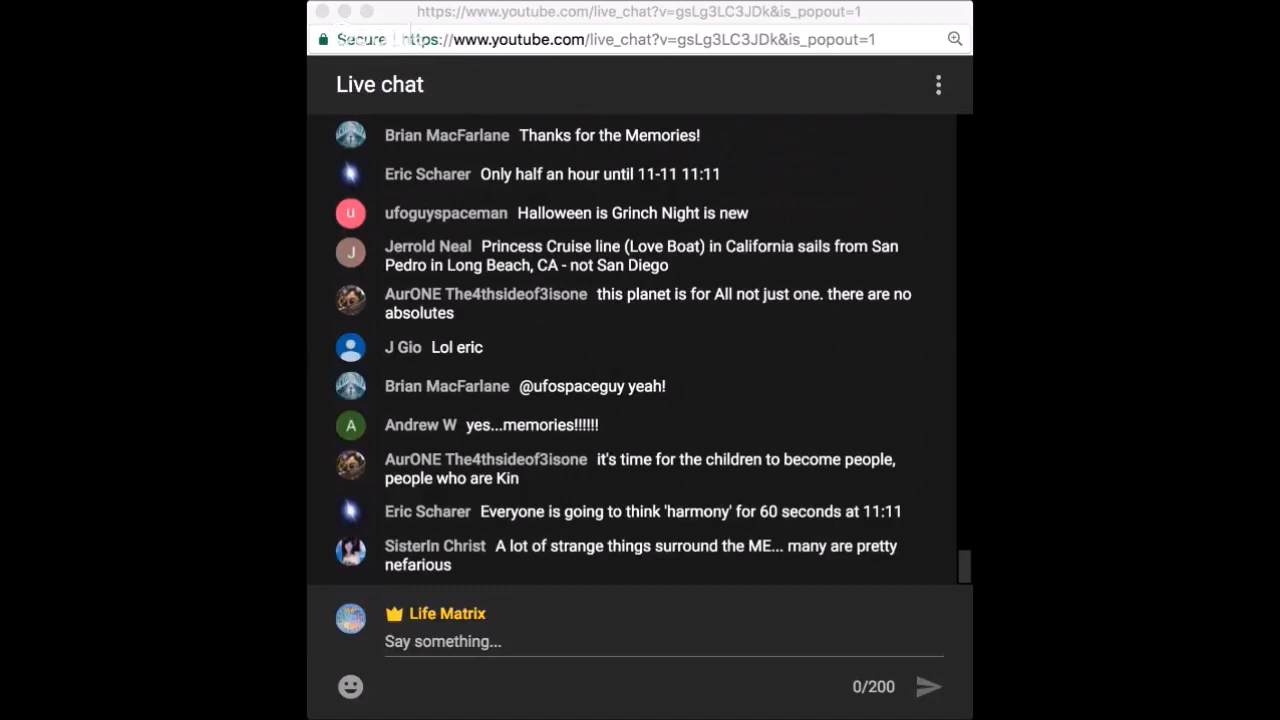 https://www.youtube.com/live_chat?v=gsLg3LC3JDk&is_popout=1
Secure https://www.youtube.com/live_chat?v=gsLg3LC3JDk&is_popout=1
Live chat
Brian MacFarlane Thanks for the Memories!
Eric Scharer Only half an hour until 11-11 11:11
U ufoguyspaceman Halloween is Grinch Night is new
J Jerrold Neal Princess Cruise line (Love Boat) in California sails from San
Pedro in Long Beach, CA - not San Diego
AurONE The4thsideof3isone this planet is for All not just one. there are no
absolutes
J Gio Lol eric
Brian MacFarlane @ufospaceguy yeah!
A Andrew W yes...memories!!!!!!
AurONE The4thsideof3isone it's time for the children to become people,
people who are Kin
Eric Scharer Everyone is going to think 'harmony' for 60 seconds at 11:11
SisterIn Christ A lot of strange things surround the ME... many are pretty
nefarious
Life Matrix
Say something...
0/200